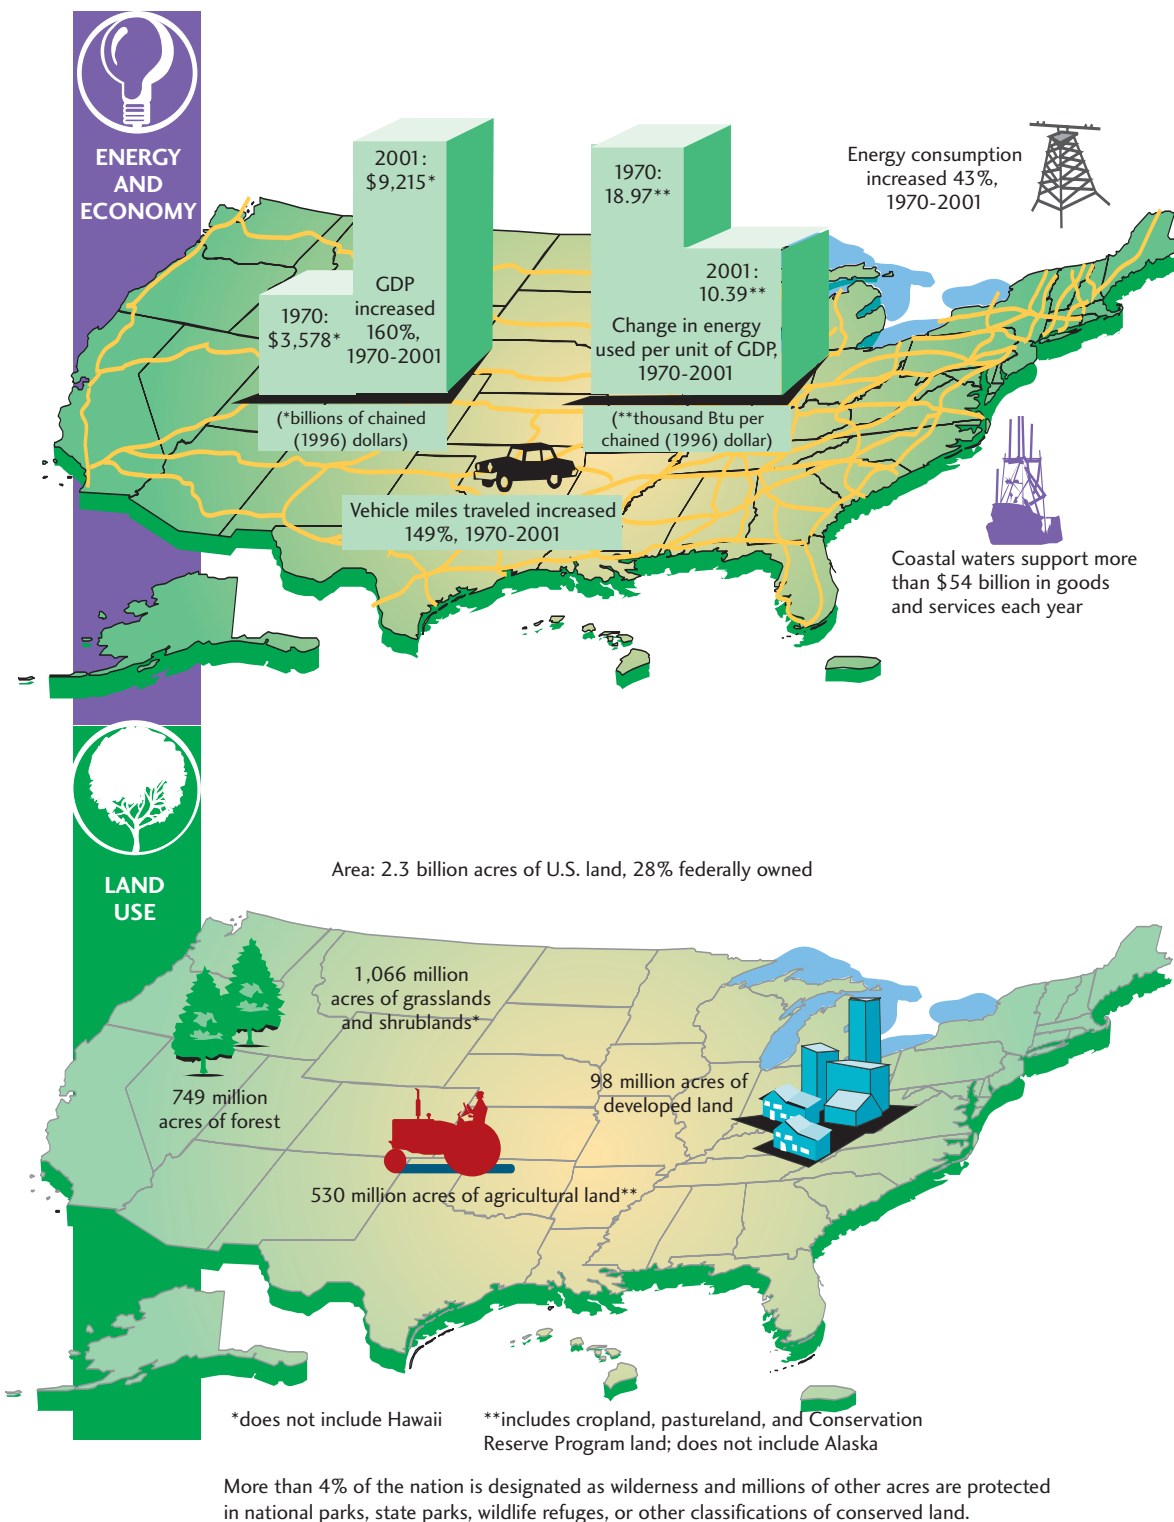 ENERGY
AND
ECONOMY
2001:
$9,215*
GDP
increased
160%,
1970-2001
1970:
$3,578*
(*billions of chained
(1996) dollars)
1970:
18.97**
2001:
10.39**
Change in energy
used per unit of GDP,
1970-2001
(**thousand Btu per
chained (1996) dollar)
Energy consumption
increased 43%,
1970-2001
Vehicle miles traveled increased
149%, 1970-2001
Coastal waters support more
than $54 billion in goods
and services each year
LAND
USE
Area: 2.3 billion acres of U.S. land, 28% federally owned
1,066 million
acres of grasslands
and shrublands*
749 million
acres of forest
98 million acres of
developed land
530 million acres of agricultural land**
*does not include Hawaii
**includes cropland, pastureland, and Conservation
Reserve Program land; does not include Alaska
More than 4% of the nation is designated as wilderness and millions of other acres are protected
in national parks, state parks, wildlife refuges, or other classifications of conserved land.